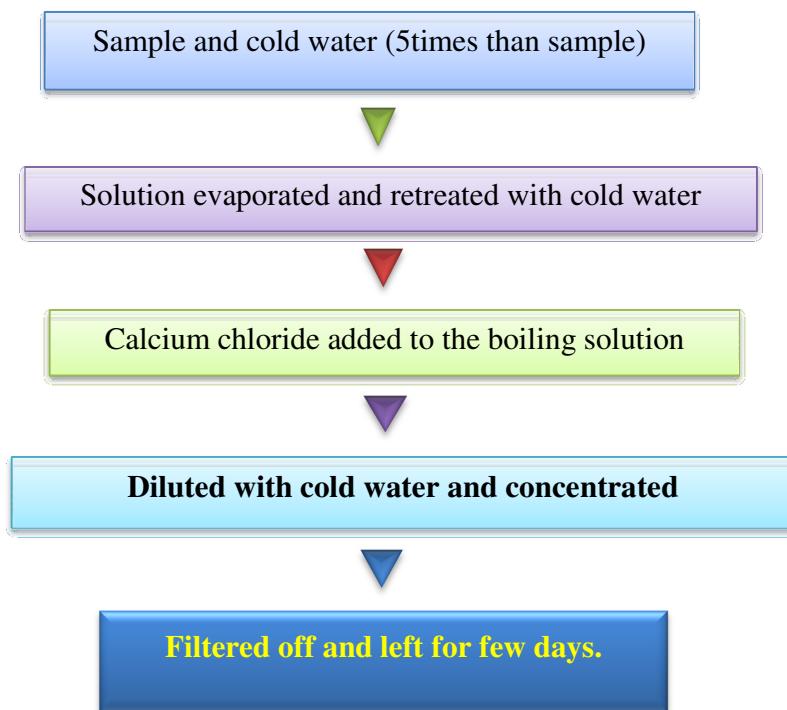 Sample and cold water (5times than sample)
Solution evaporated and retreated with cold water
Calcium chloride added to the boiling solution
Diluted with cold water and concentrated
Filtered off and left for few days.